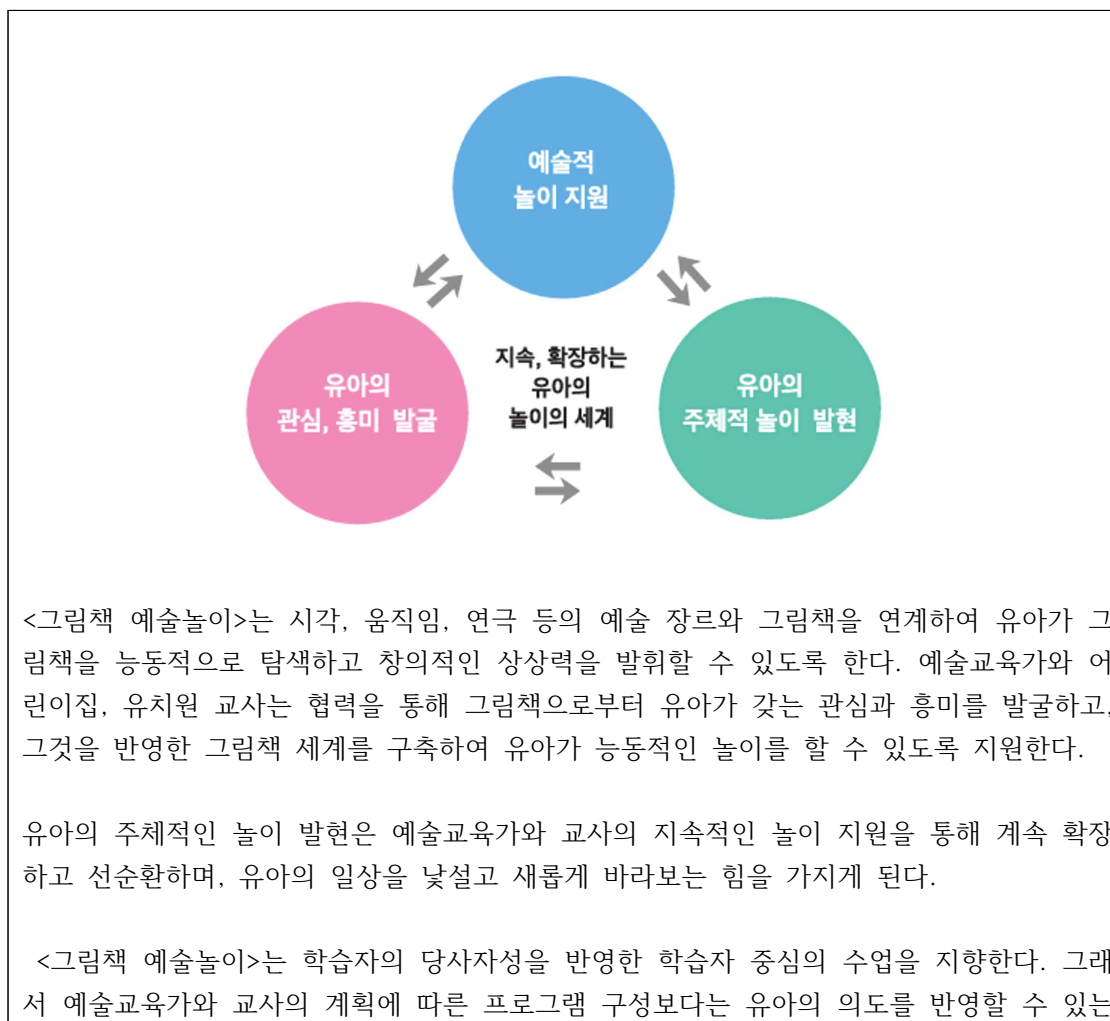 예술적
놀이 지원
유아의
관심, 흥미 발굴
지속, 확장하는
유아의
놀이의 세계
유아의
주체적 놀이 발현
<그림책 예술놀이>는 시각, 움직임, 연극 등의 예술 장르와 그림책을 연계하여 유아가 그
림책을 능동적으로 탐색하고 창의적인 상상력을 발휘할 수 있도록 한다. 예술교육가와 어
린이집, 유치원 교사는 협력을 통해 그림책으로부터 유아가 갖는 관심과 흥미를 발굴하고,
그것을 반영한 그림책 세계를 구축하여 유아가 능동적인 놀이를 할 수 있도록 지원한다.
유아의 주체적인 놀이 발현은 예술교육가와 교사의 지속적인 놀이 지원을 통해 계속 확장
하고 선순환하며, 유아의 일상을 낯설고 새롭게 바라보는 힘을 가지게 된다.
<그림책 예술놀이>는 학습자의 당사자성을 반영한 학습자 중심의 수업을 지향한다. 그래
서 예술교육가와 교사의 계획에 따른 프로그램 구성보다는 유아의 의도를 반영할 수 있는